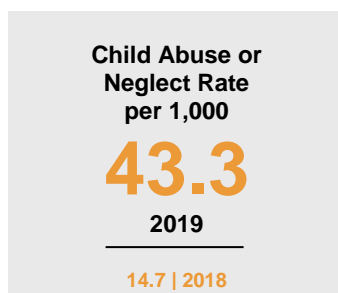 Child Abuse or
Neglect Rate
per 1,000
43.3
2019
14.7 | 2018